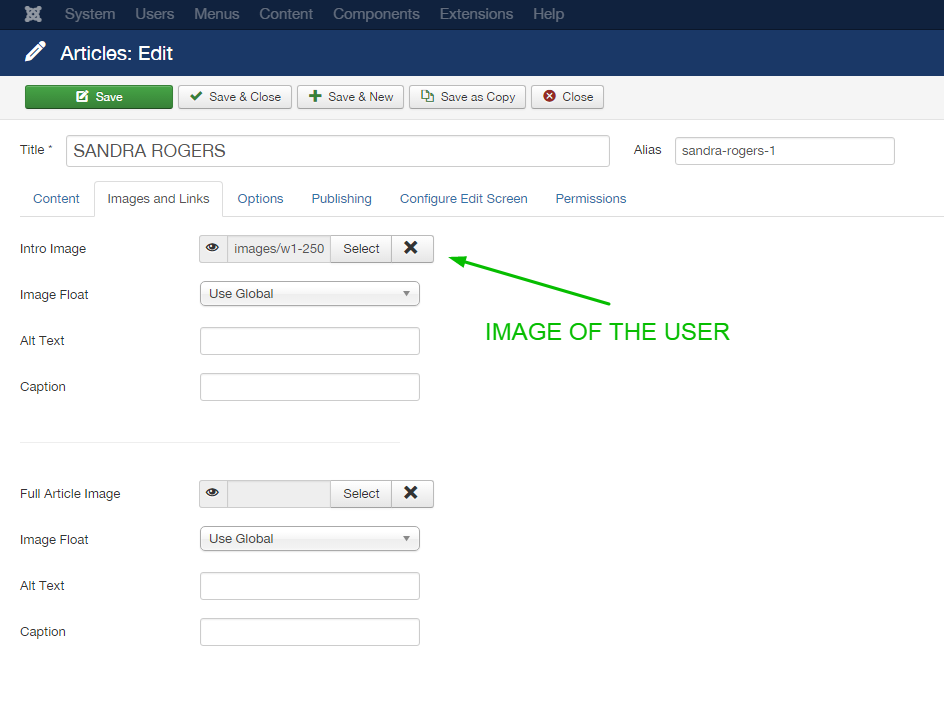 System Users Menus Content Components Extensions Help
Articles: Edit
Save Save & Close Save & New Save as Copy Close
Title * SANDRA ROGERS Alias sandra-rogers-1
Content Images and Links Options Publishing Configure Edit Screen Permissions
Intro Image images/w1-250 Select
Image Float Use Global
IMAGE OF THE USER
Alt Text
Caption
Full Article Image Select
Image Float Use Global
Alt Text
Caption